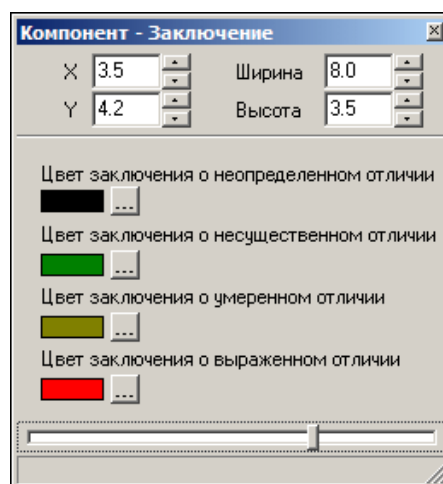 Компонент - Заключение
X 3.5 Ширина 8.0
Y 4.2 Высота 3.5
Цвет заключения о неопределенном отличии
...
Цвет заключения о несущественном отличии
...
Цвет заключения о умеренном отличии
...
Цвет заключения о выраженном отличии
...